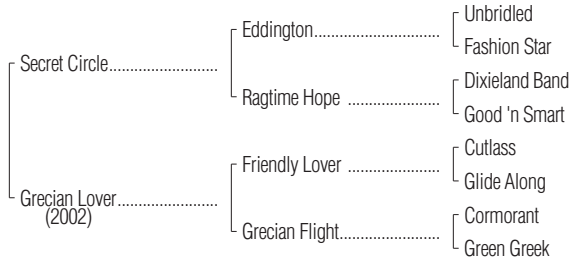 Unbridled
Eddington........................................
Fashion Star
Secret Circle...................................
Dixieland Band
Ragtime Hope .............................
Good 'n Smart
Cutlass
Friendly Lover .............................
Glide Along
Grecian Lover................................
(2002)
Cormorant
Grecian Flight................................
Green Greek